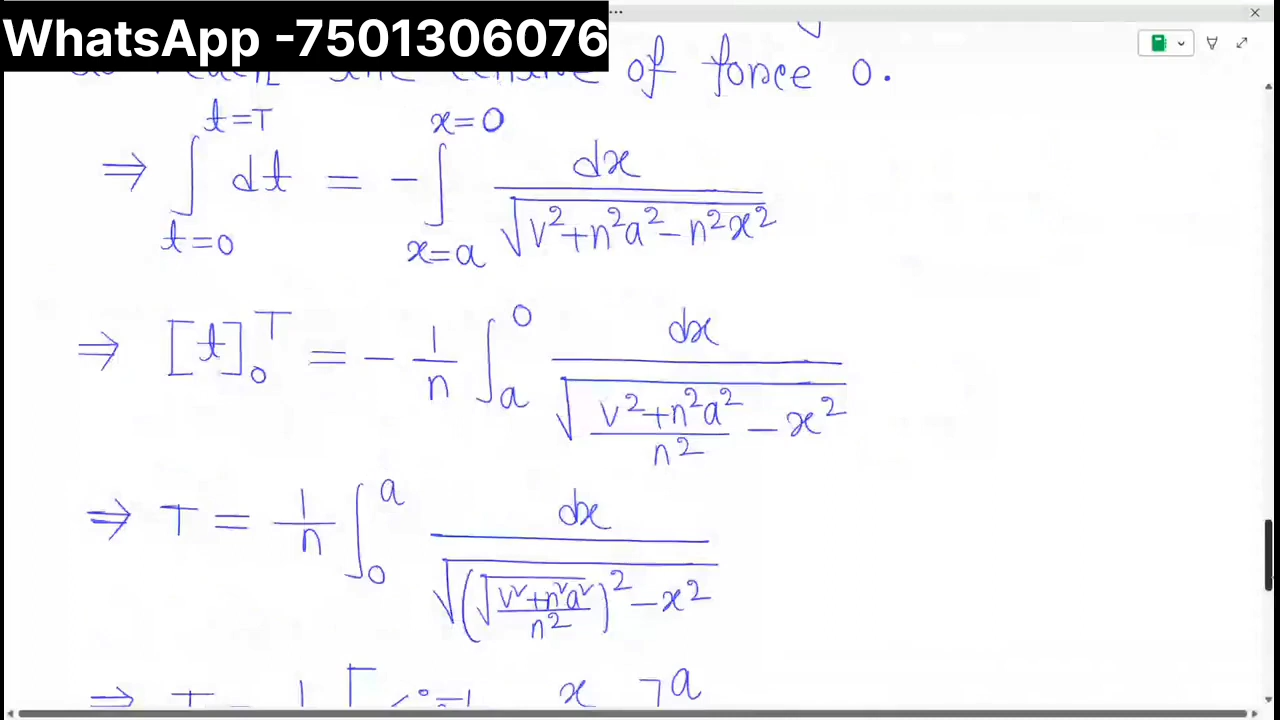 WhatsApp -7501306076
of force 0.
⇒ ∫_{t=0}^{t=T} dt = - ∫_{x=a}^{x=0} dx / √(v²+n²a²-n²x²)
⇒ [t]_0^T = - 1/n ∫_a^0 dx / √((v²+n²a²)/n² - x²)
⇒ T = 1/n ∫_0^a dx / √((√((v²+n²a²)/n²))² - x²)